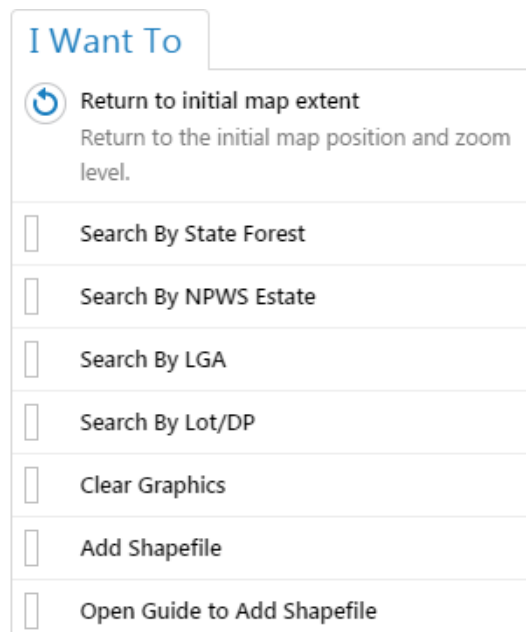 I Want To
Return to initial map extent
Return to the initial map position and zoom
level.
Search By State Forest
Search By NPWS Estate
Search By LGA
Search By Lot/DP
Clear Graphics
Add Shapefile
Open Guide to Add Shapefile